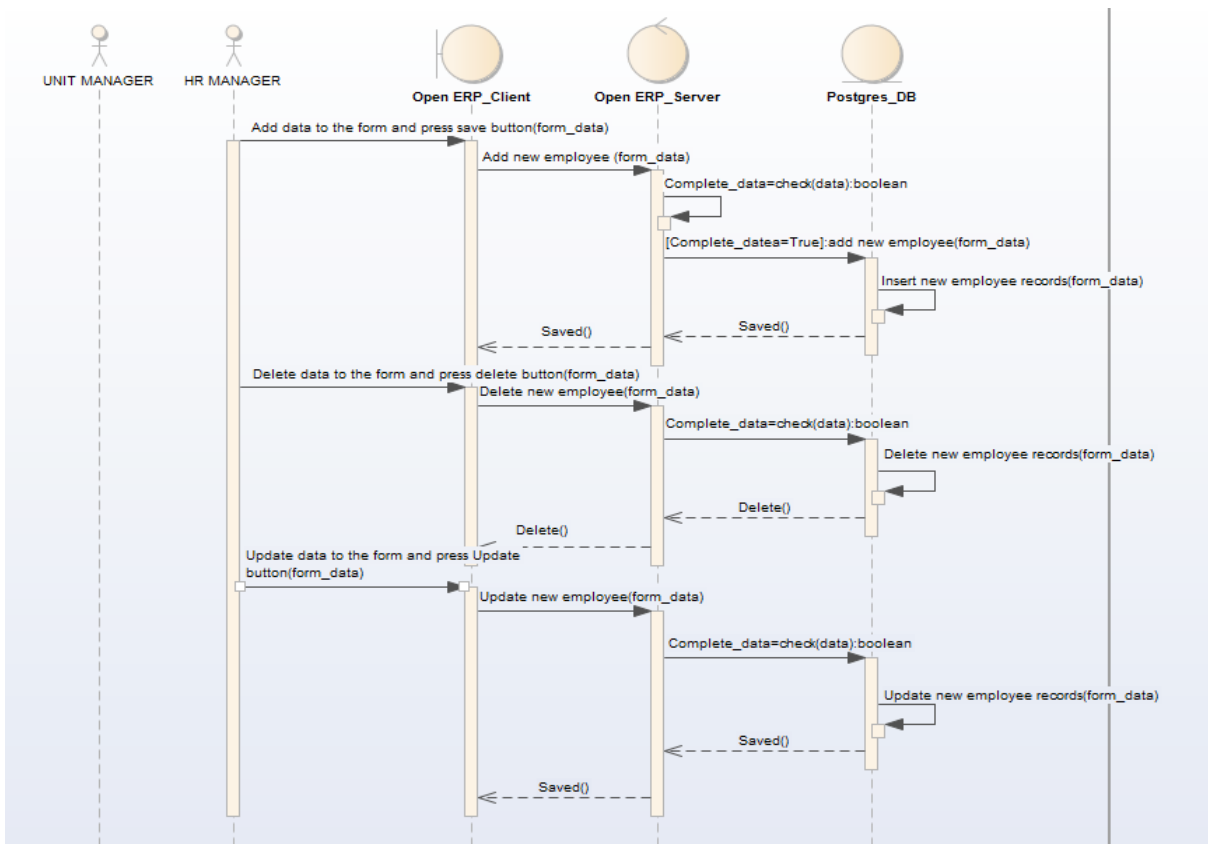 UNIT MANAGER
HR MANAGER
Open ERP_Client
Open ERP_Server
Postgres_DB
Add data to the form and press save button(form_data)
Add new employee (form_data)
Complete_data=check(data):boolean
[Complete_datea=True]:add new employee(form_data)
Insert new employee records(form_data)
Saved()
Saved()
Delete data to the form and press delete button(form_data)
Delete new employee(form_data)
Complete_data=check(data):boolean
Delete new employee records(form_data)
Delete()
Delete()
Update data to the form and press Update
button(form_data)
Update new employee(form_data)
Complete_data=check(data):boolean
Update new employee records(form_data)
Saved()
Saved()